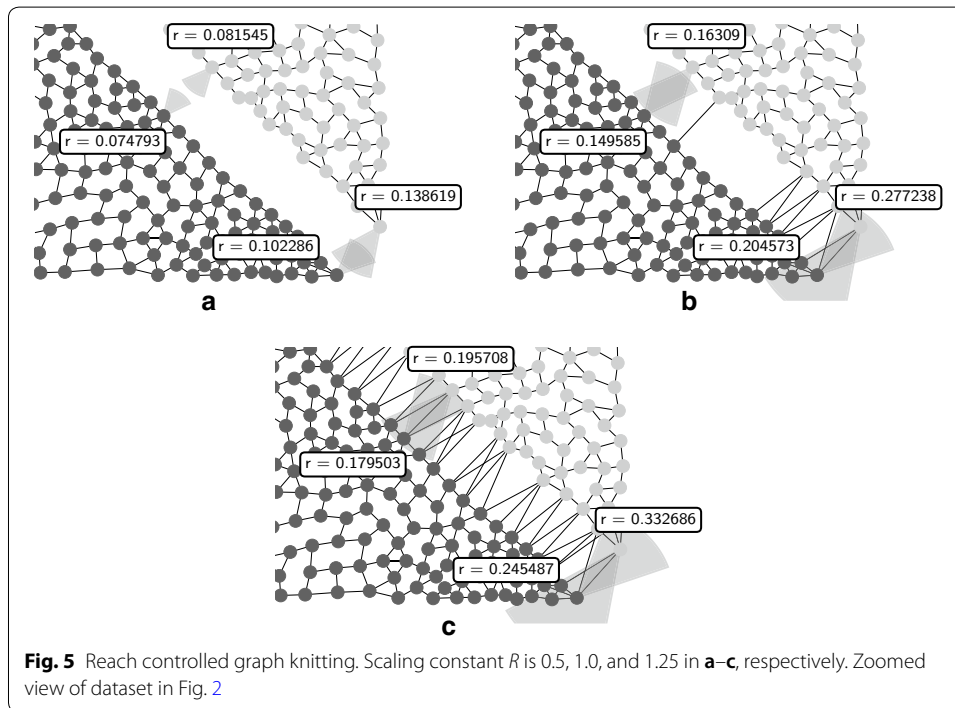 r = 0.081545
r = 0.074793
r = 0.138619
r = 0.102286
a
r = 0.16309
r = 0.149585
r = 0.277238
r = 0.204573
b
r = 0.195708
r = 0.179503
r = 0.332686
r = 0.245487
c
Fig. 5 Reach controlled graph knitting. Scaling constant R is 0.5, 1.0, and 1.25 in a–c, respectively. Zoomed
view of dataset in Fig. 2